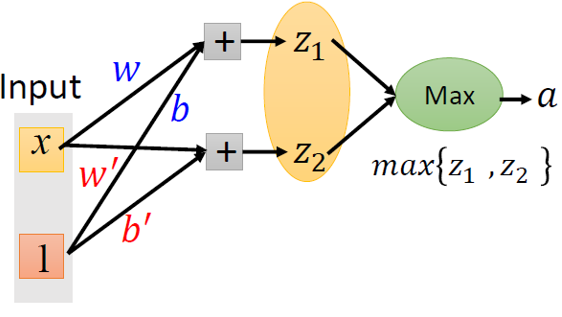 Input
x
1
w
b
w′
b′
+
+
z₁
z₂
Max
a
max{z₁ , z₂ }